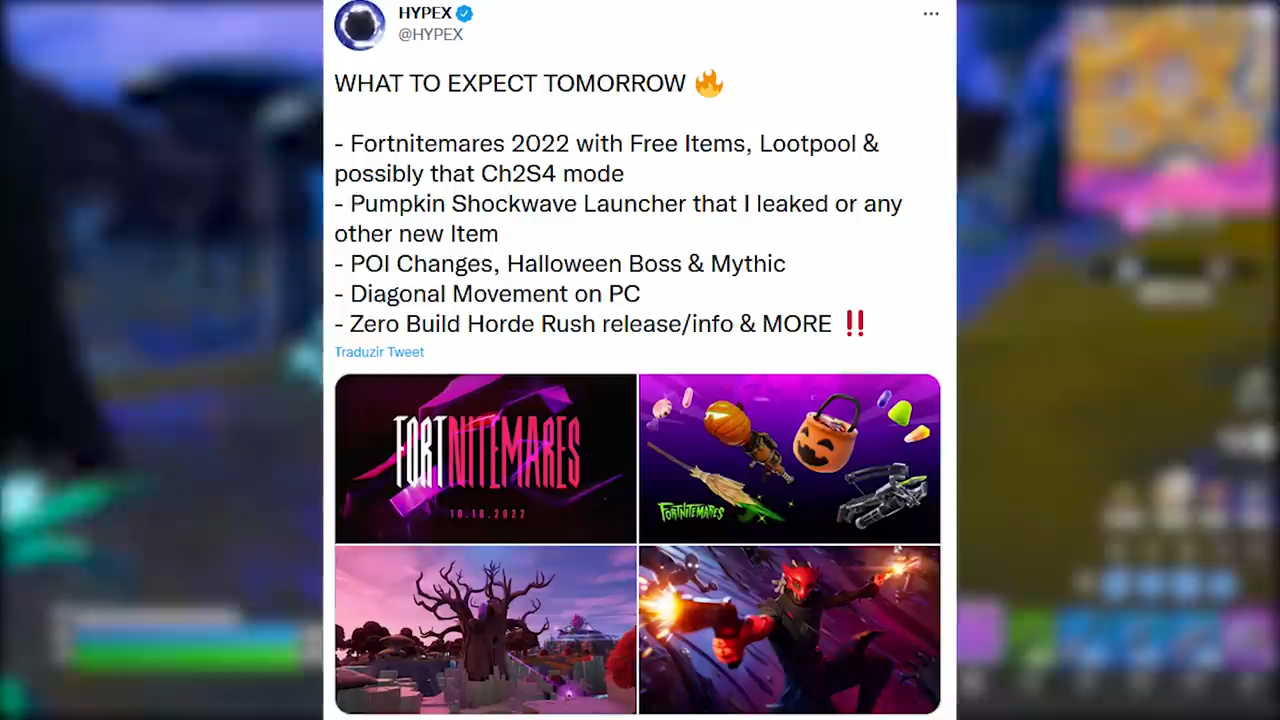 HYPEX
@HYPEX
WHAT TO EXPECT TOMORROW 🔥
- Fortnitemares 2022 with Free Items, Lootpool &
possibly that Ch2S4 mode
- Pumpkin Shockwave Launcher that I leaked or any
other new Item
- POI Changes, Halloween Boss & Mythic
- Diagonal Movement on PC
- Zero Build Horde Rush release/info & MORE ‼️
Traduzir Tweet
FORTNITEMARES
10.18.2022
FORTNITEMARES